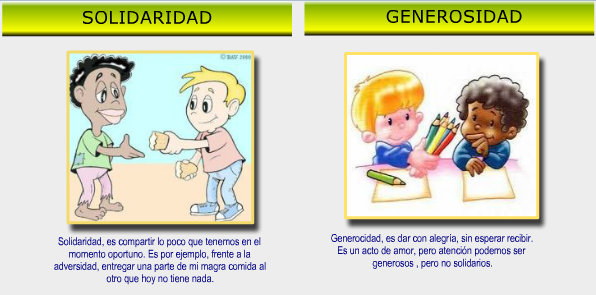 SOLIDARIDAD
© BAV 2000
Solidaridad, es compartir lo poco que tenemos en el
momento oportuno. Es por ejemplo, frente a la
adversidad, entregar una parte de mi magra comida al
otro que hoy no tiene nada.
GENEROSIDAD
Generocidad, es dar con alegría, sin esperar recibir.
Es un acto de amor, pero atención podemos ser
generosos , pero no solidarios.